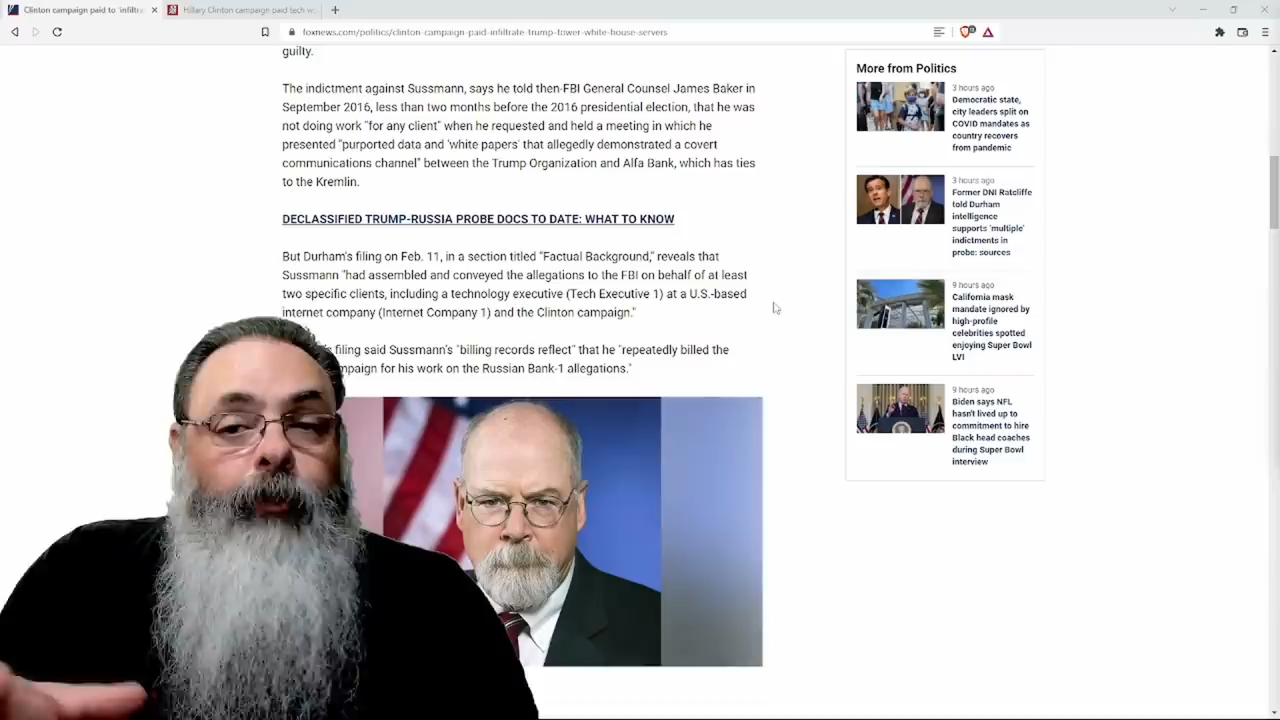 Clinton campaign paid to 'infiltra
Hillary Clinton campaign paid tech w
foxnews.com/politics/clinton-campaign-paid-infiltrate-trump-tower-white-house-servers
guilty.
The indictment against Sussmann, says he told then-FBI General Counsel James Baker in
September 2016, less than two months before the 2016 presidential election, that he was
not doing work "for any client" when he requested and held a meeting in which he
presented "purported data and 'white papers' that allegedly demonstrated a covert
communications channel" between the Trump Organization and Alfa Bank, which has ties
to the Kremlin.
DECLASSIFIED TRUMP-RUSSIA PROBE DOCS TO DATE: WHAT TO KNOW
But Durham's filing on Feb. 11, in a section titled "Factual Background," reveals that
Sussmann "had assembled and conveyed the allegations to the FBI on behalf of at least
two specific clients, including a technology executive (Tech Executive 1) at a U.S.-based
internet company (Internet Company 1) and the Clinton campaign."
filing said Sussmann's "billing records reflect" that he "repeatedly billed the
for his work on the Russian Bank-1 allegations."
More from Politics
3 hours ago
Democratic state,
city leaders split on
COVID mandates as
country recovers
from pandemic
3 hours ago
Former DNI Ratcliffe
told Durham
intelligence
supports 'multiple'
indictments in
probe: sources
9 hours ago
California mask
mandate ignored by
high-profile
celebrities spotted
enjoying Super Bowl
LVI
9 hours ago
Biden says NFL
hasn't lived up to
commitment to hire
Black head coaches
during Super Bowl
interview